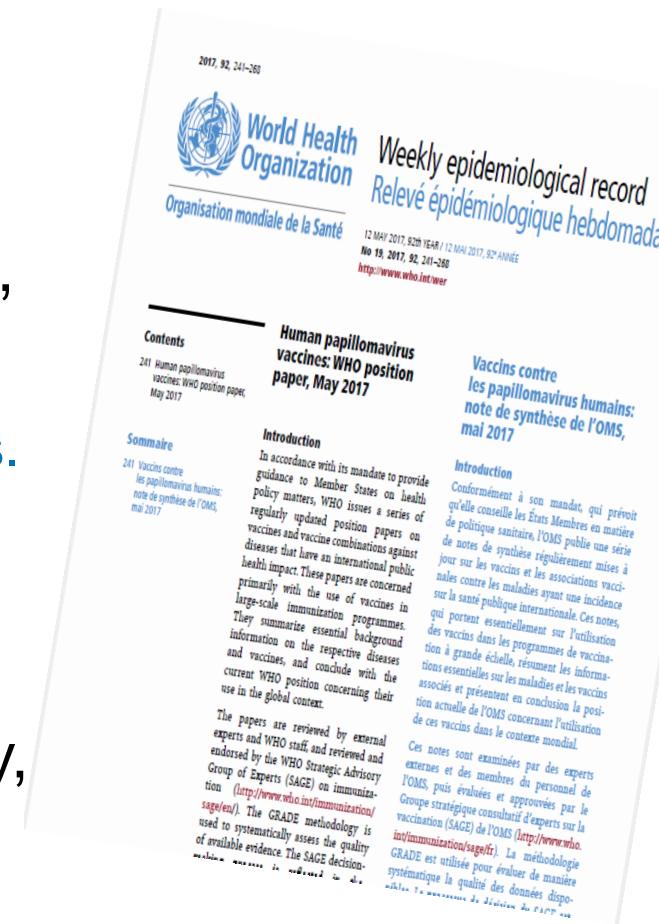 2017, 92, 241–268
World Health
Organization
Organisation mondiale de la Santé
Weekly epidemiological record
Relevé épidémiologique hebdomada
12 MAY 2017, 92th YEAR / 12 MAI 2017, 92e ANNÉE
No 19, 2017, 92, 241–268
http://www.who.int/wer
,
s.
y,
Contents
241 Human papillomavirus
vaccines: WHO position paper,
May 2017
Sommaire
241 Vaccins contre
les papillomavirus humains:
note de synthèse de l’OMS,
mai 2017
Human papillomavirus
vaccines: WHO position
paper, May 2017
Introduction
In accordance with its mandate to provide
guidance to Member States on health
policy matters, WHO issues a series of
regularly updated position papers on
vaccines and vaccine combinations against
diseases that have an international public
health impact. These papers are concerned
primarily with the use of vaccines in
large-scale immunization programmes.
They summarize essential background
information on the respective diseases
and vaccines, and conclude with the
current WHO position concerning their
use in the global context.
The papers are reviewed by external
experts and WHO staff, and reviewed and
endorsed by the WHO Strategic Advisory
Group of Experts (SAGE) on immuniza-
tion (http://www.who.int/immunization/
sage/en/). The GRADE methodology is
used to systematically assess the quality
of available evidence. The SAGE decision-
Vaccins contre
les papillomavirus humains:
note de synthèse de l’OMS,
mai 2017
Introduction
Conformément à son mandat, qui prévoit
qu’elle conseille les États Membres en matière
de politique sanitaire, l’OMS publie une série
de notes de synthèse régulièrement mises à
jour sur les vaccins et les associations vacci-
nales contre les maladies ayant une incidence
sur la santé publique internationale. Ces notes,
qui portent essentiellement sur l’utilisation
des vaccins dans les programmes de vaccina-
tion à grande échelle, résument les informa-
tions essentielles sur les maladies et les vaccins
associés et présentent en conclusion la posi-
tion actuelle de l’OMS concernant l’utilisation
de ces vaccins dans le contexte mondial.
Ces notes sont examinées par des experts
externes et des membres du personnel de
l’OMS, puis évaluées et approuvées par le
Groupe stratégique consultatif d’experts sur la
vaccination (SAGE) de l’OMS (http://www.who.
int/immunization/sage/fr). La méthodologie
GRADE est utilisée pour évaluer de manière
systématique la qualité des données dispo-